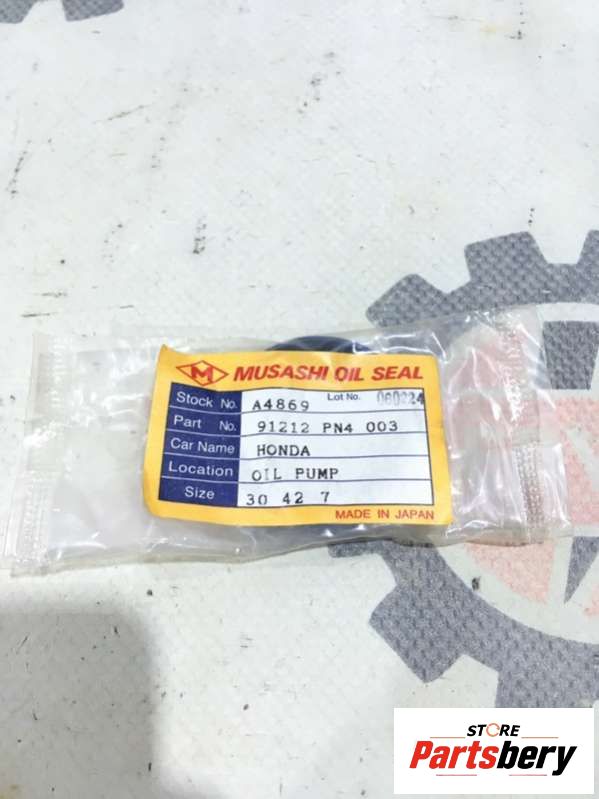 M MUSASHI OIL SEAL
Stock No. A4869 Lot No. 060224
Part No. 91212 PN4 003
Car Name HONDA
Location OIL PUMP
Size 30 42 7
MADE IN JAPAN
STORE
Partsbery